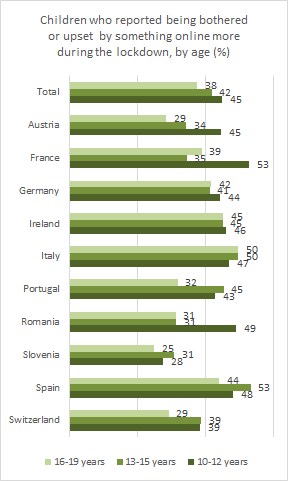 Children who reported being bothered
or upset by something online more
during the lockdown, by age (%)
Total
38
42
45
Austria
29
34
45
France
39
35
53
Germany
42
41
44
Ireland
45
45
46
Italy
50
50
47
Portugal
32
45
43
Romania
31
31
49
Slovenia
25
31
28
Spain
44
53
48
Switzerland
29
39
39
16-19 years
13-15 years
10-12 years